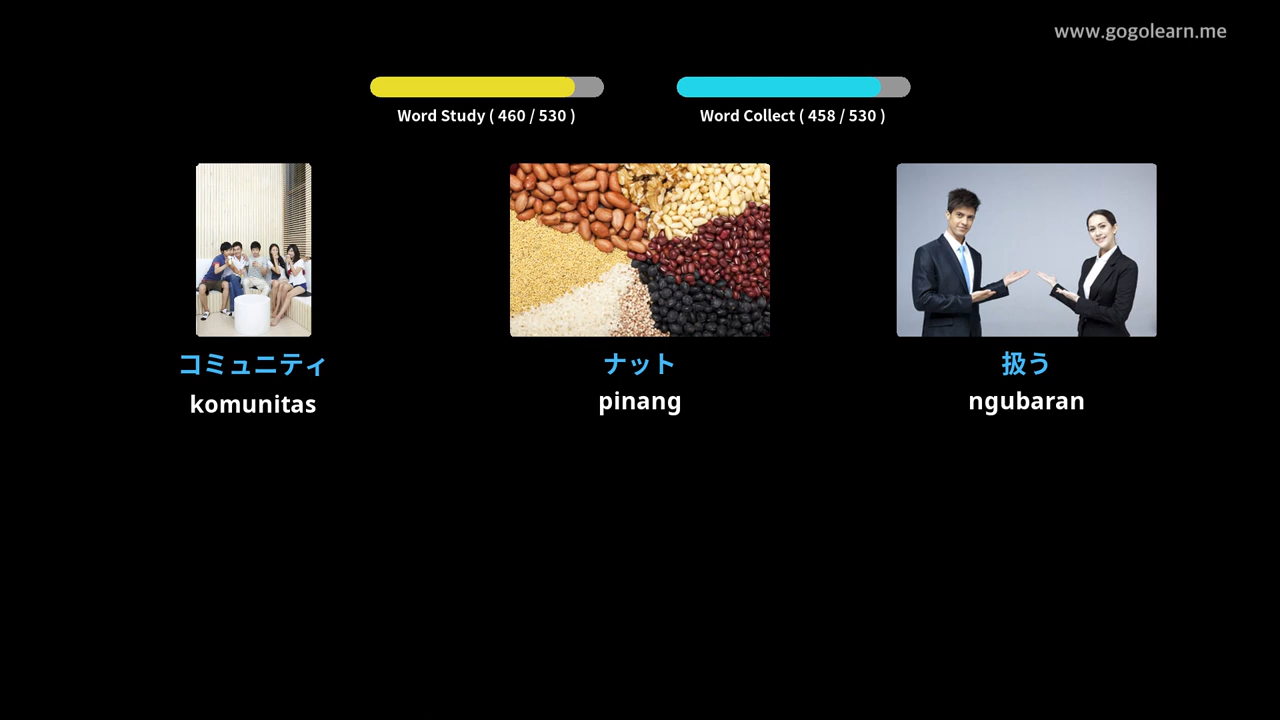 www.gogolearn.me
Word Study ( 460 / 530 )
Word Collect ( 458 / 530 )
コミュニティ
komunitas
ナット
pinang
扱う
ngubaran